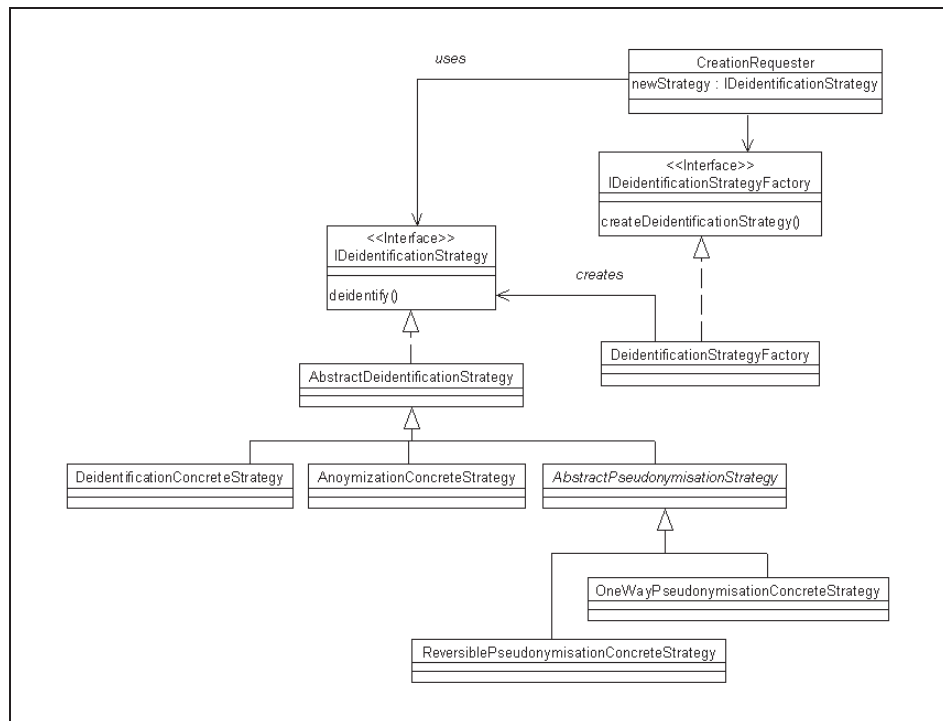 uses
CreationRequester
newStrategy : IDeidentificationStrategy
<<Interface>>
IDeidentificationStrategyFactory
createDeidentificationStrategy()
<<Interface>>
IDeidentificationStrategy
deidentify()
creates
DeidentificationStrategyFactory
AbstractDeidentificationStrategy
DeidentificationConcreteStrategy
AnoymizationConcreteStrategy
AbstractPseudonymisationStrategy
OneWayPseudonymisationConcreteStrategy
ReversiblePseudonymisationConcreteStrategy